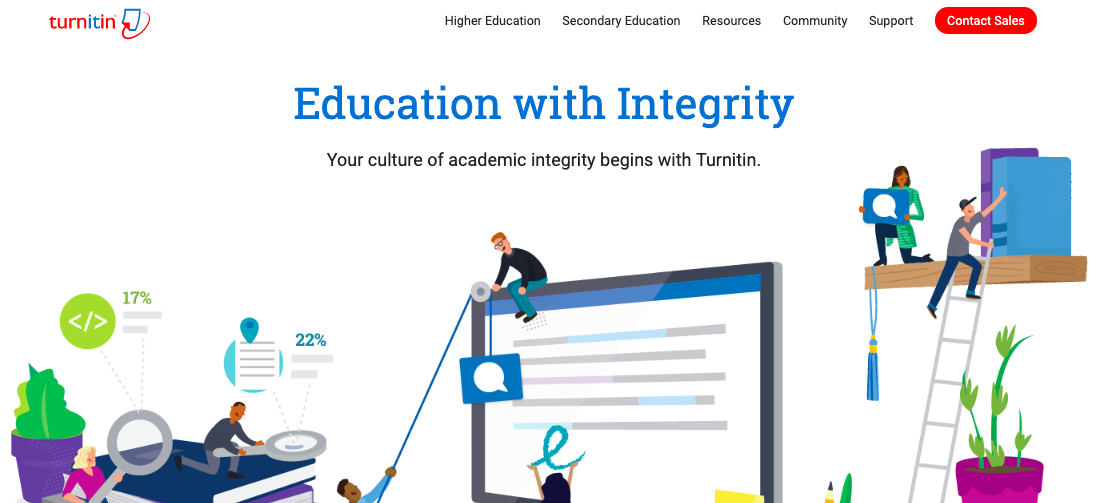 turnitin
Higher Education Secondary Education Resources Community Support Contact Sales
Education with Integrity
Your culture of academic integrity begins with Turnitin.
17%
</>
22%
e